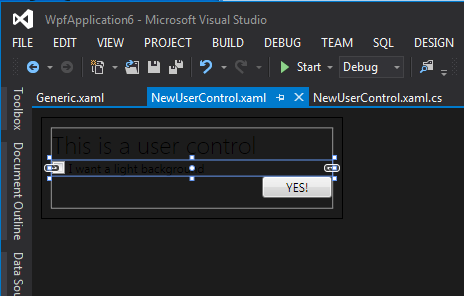 WpfApplication6 - Microsoft Visual Studio
FILE EDIT VIEW PROJECT BUILD DEBUG TEAM SQL DESIGN
Start Debug
Generic.xaml NewUserControl.xaml NewUserControl.xaml.cs
Toolbox
Document Outline
Data Sou
This is a user control
I want a light background
YES!